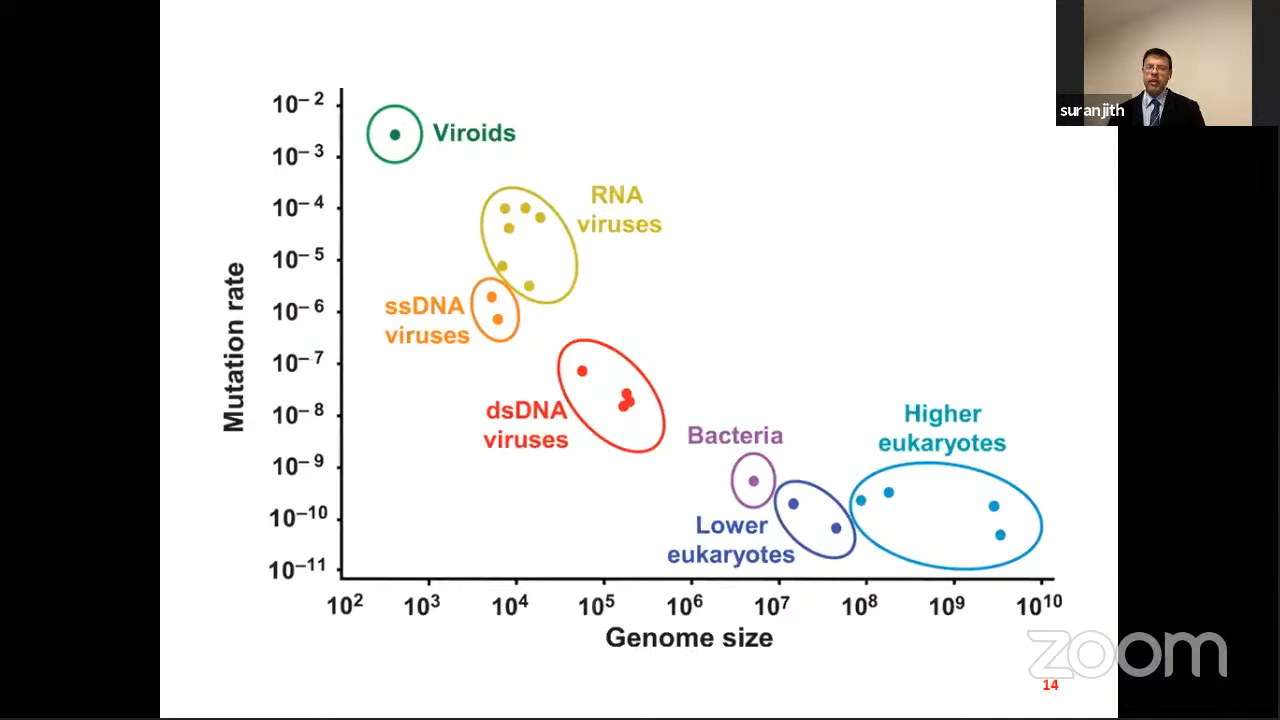 suranjith
Mutation rate
10–2
10–3
10–4
10–5
10–6
10–7
10–8
10–9
10–10
10–11
Viroids
RNA
viruses
ssDNA
viruses
dsDNA
viruses
Bacteria
Lower
eukaryotes
Higher
eukaryotes
102 103 104 105 106 107 108 109 1010
Genome size
zoom
14